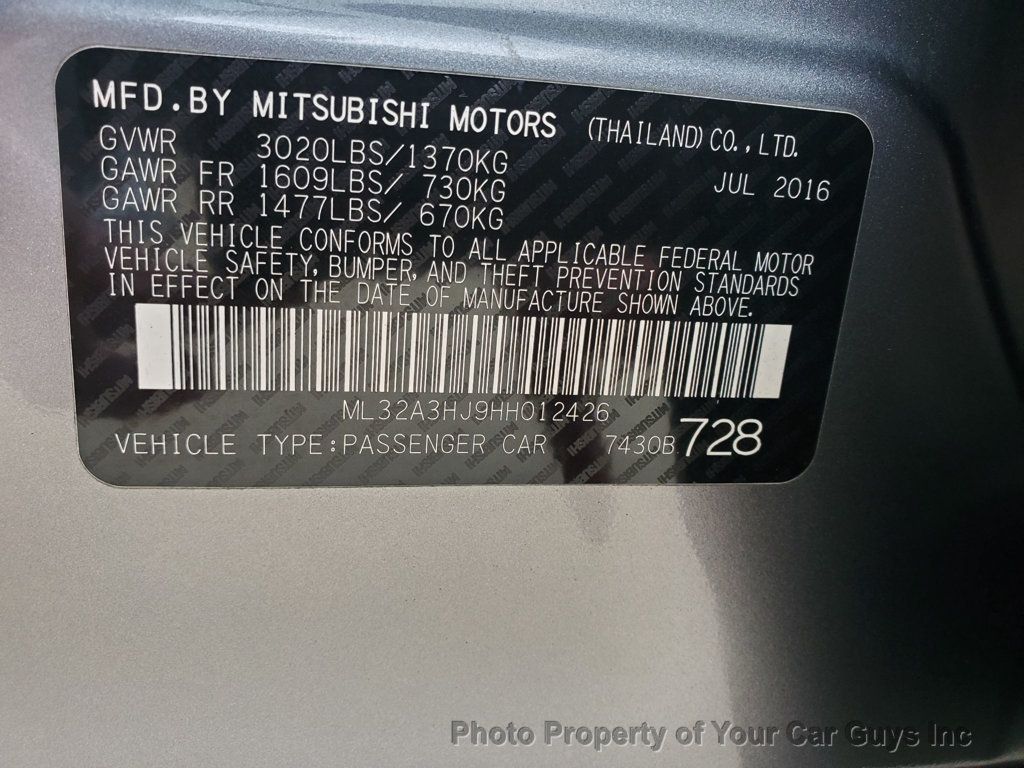 MFD.BY MITSUBISHI MOTORS (THAILAND) CO.,LTD.
GVWR 3020LBS/1370KG JUL 2016
GAWR FR 1609LBS/ 730KG
GAWR RR 1477LBS/ 670KG
THIS VEHICLE CONFORMS TO ALL APPLICABLE FEDERAL MOTOR
VEHICLE SAFETY, BUMPER, AND THEFT PREVENTION STANDARDS
IN EFFECT ON THE DATE OF MANUFACTURE SHOWN ABOVE.
ML32A3HJ9HH012426
VEHICLE TYPE:PASSENGER CAR 7430B 728
Photo Property of Your Car Guys Inc